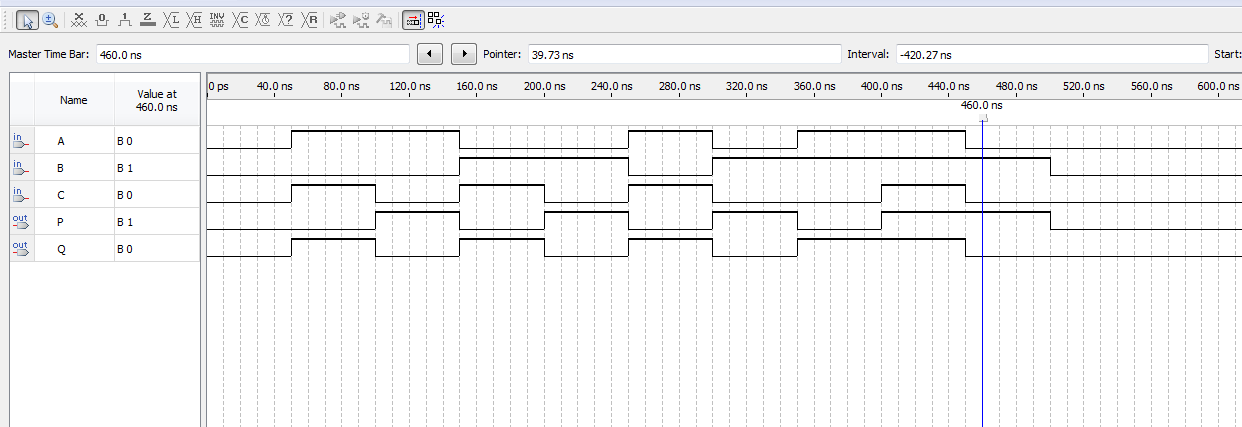 Z L H INV C ? R
Master Time Bar: 460.0 ns Pointer: 39.73 ns Interval: -420.27 ns Start:
Name Value at 460.0 ns
0 ps 40.0 ns 80.0 ns 120.0 ns 160.0 ns 200.0 ns 240.0 ns 280.0 ns 320.0 ns 360.0 ns 400.0 ns 440.0 ns 480.0 ns 520.0 ns 560.0 ns 600.0 ns
460.0 ns
in A B 0
in B B 1
in C B 0
out P B 1
out Q B 0